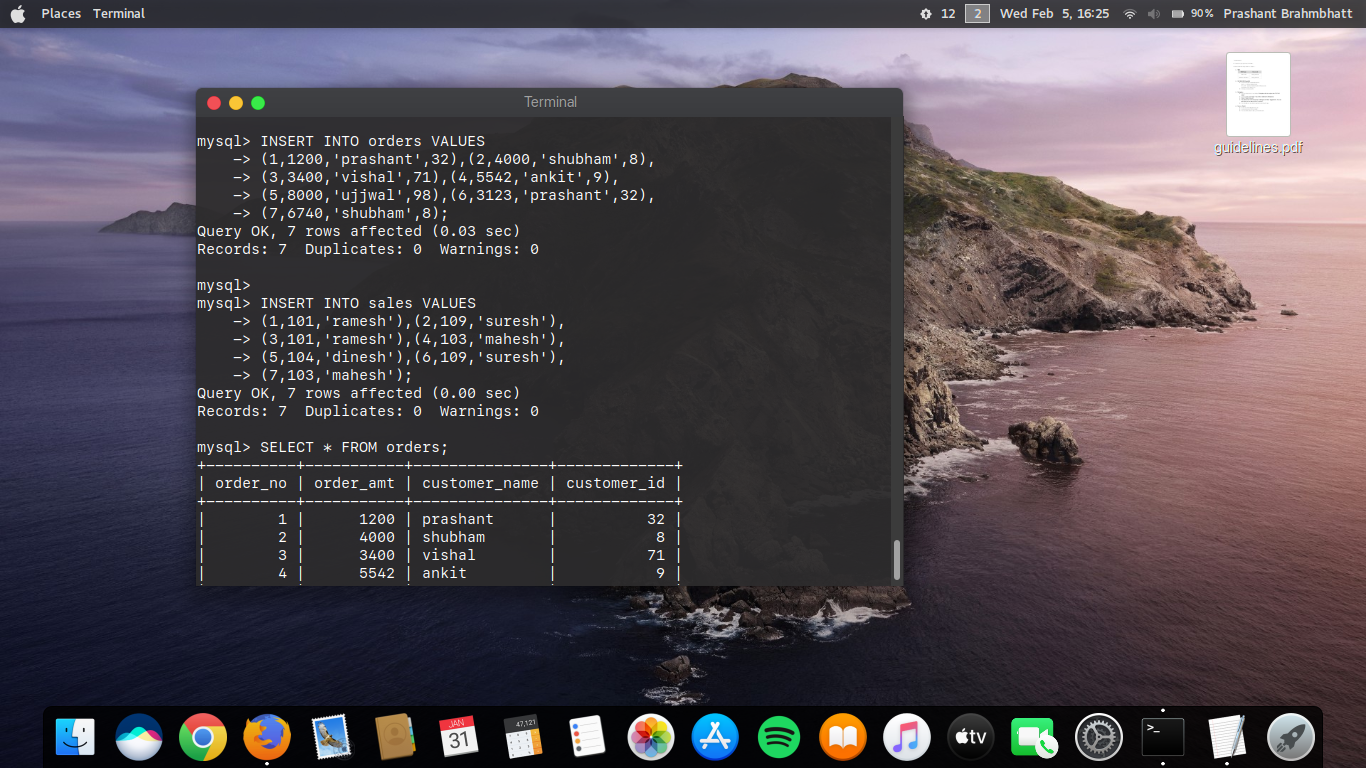 Places Terminal 12 2 Wed Feb 5, 16:25 90% Prashant Brahmbhatt
guidelines.pdf
Terminal
mysql> INSERT INTO orders VALUES
    -> (1,1200,'prashant',32),(2,4000,'shubham',8),
    -> (3,3400,'vishal',71),(4,5542,'ankit',9),
    -> (5,8000,'ujjwal',98),(6,3123,'prashant',32),
    -> (7,6740,'shubham',8);
Query OK, 7 rows affected (0.03 sec)
Records: 7  Duplicates: 0  Warnings: 0
mysql>
mysql> INSERT INTO sales VALUES
    -> (1,101,'ramesh'),(2,109,'suresh'),
    -> (3,101,'ramesh'),(4,103,'mahesh'),
    -> (5,104,'dinesh'),(6,109,'suresh'),
    -> (7,103,'mahesh');
Query OK, 7 rows affected (0.00 sec)
Records: 7  Duplicates: 0  Warnings: 0
mysql> SELECT * FROM orders;
+----------+-----------+---------------+-------------+
| order_no | order_amt | customer_name | customer_id |
+----------+-----------+---------------+-------------+
|        1 |      1200 | prashant      |          32 |
|        2 |      4000 | shubham       |           8 |
|        3 |      3400 | vishal        |          71 |
|        4 |      5542 | ankit         |           9 |
JAN
31
47,121
tv
>_